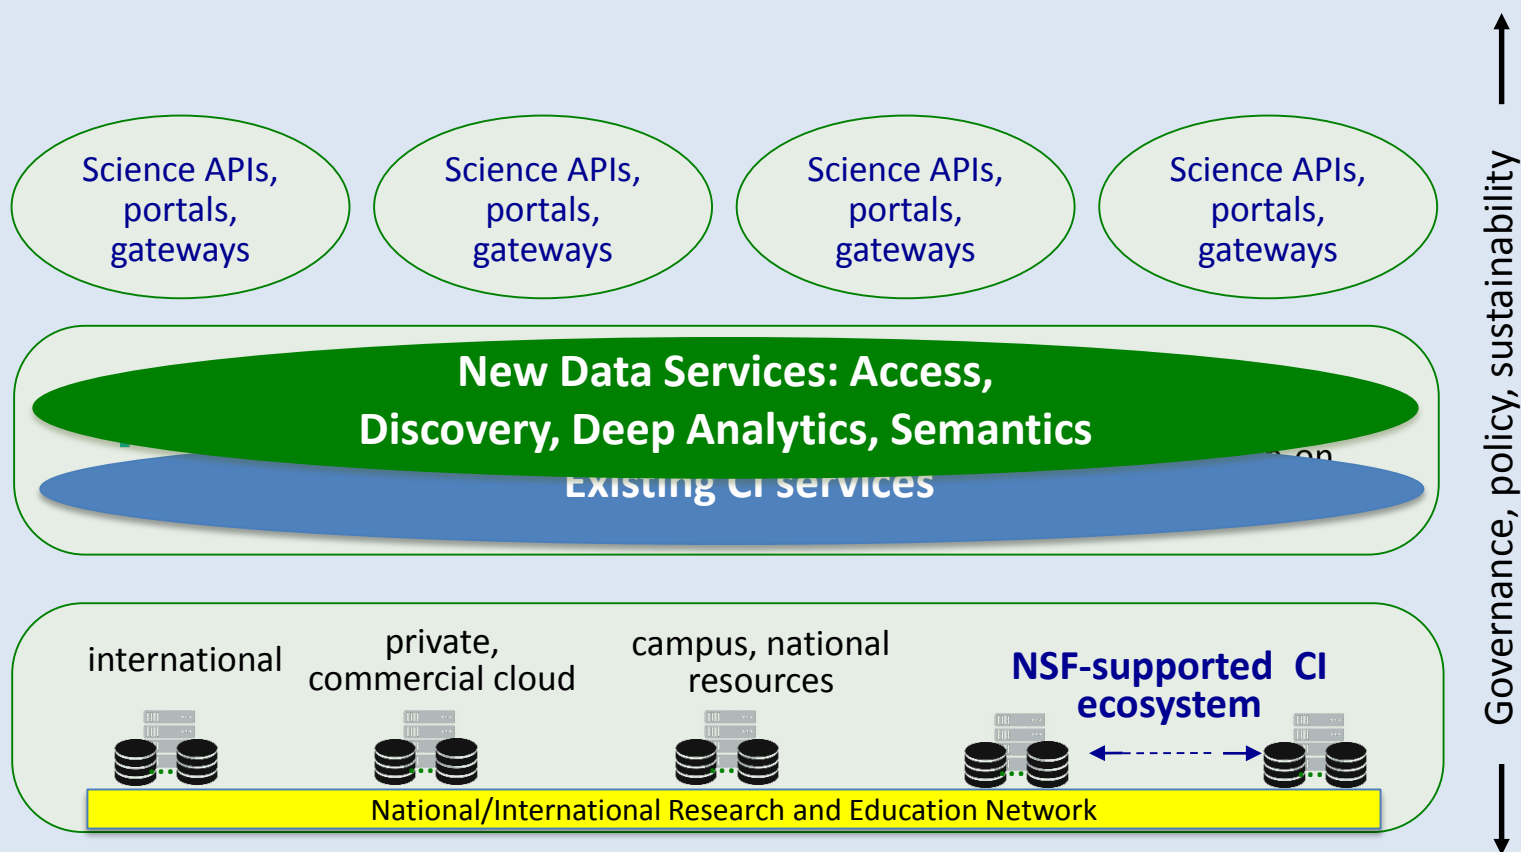 Science APIs,
portals,
gateways
Science APIs,
portals,
gateways
Science APIs,
portals,
gateways
Science APIs,
portals,
gateways
New Data Services: Access,
Discovery, Deep Analytics, Semantics
Existing CI services
international
private,
commercial cloud
campus, national
resources
NSF-supported CI
ecosystem
National/International Research and Education Network
Governance, policy, sustainability